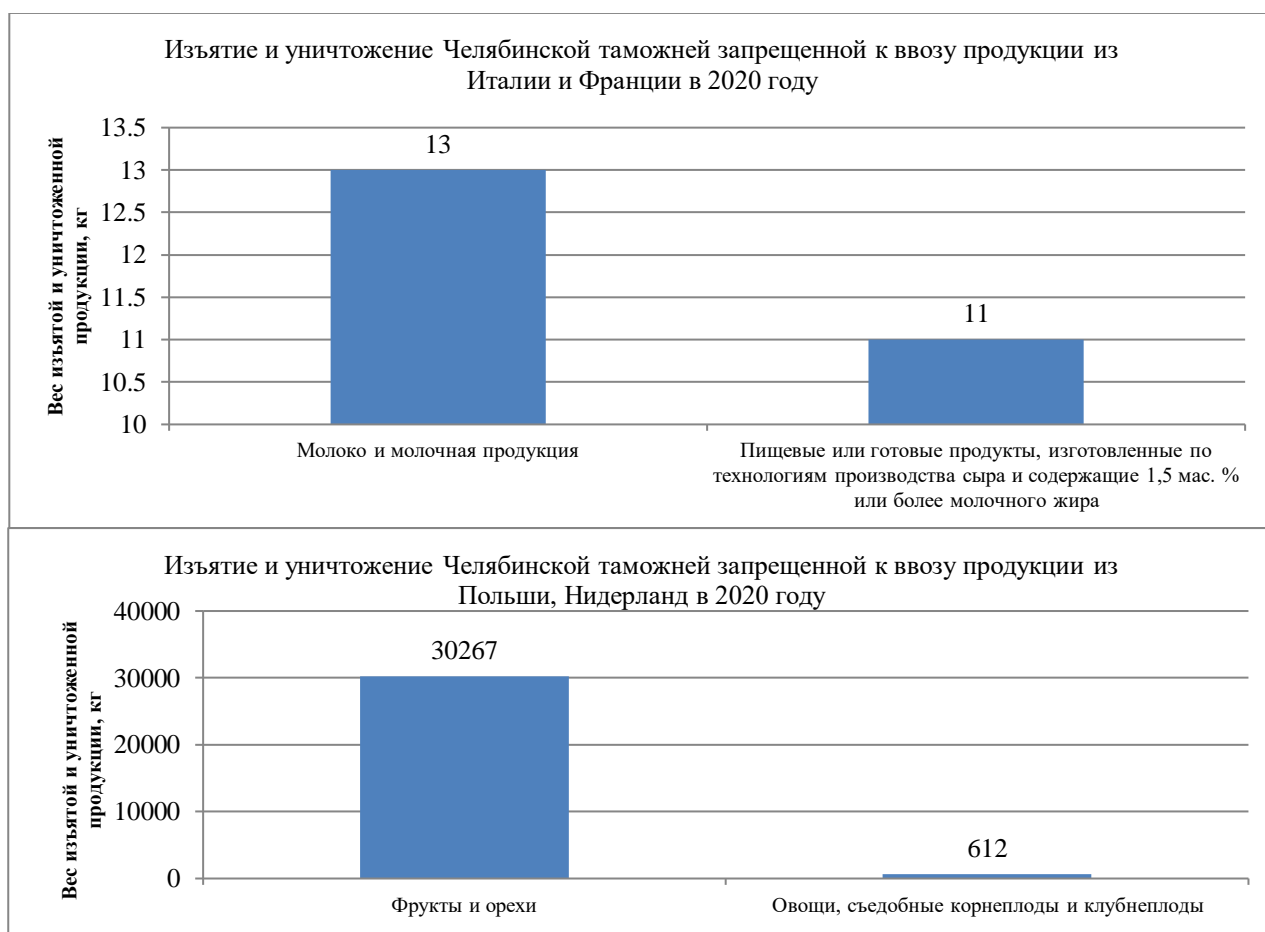 Изъятие и уничтожение Челябинской таможней запрещенной к ввозу продукции из
Италии и Франции в 2020 году
Вес изъятой и уничтоженной
продукции, кг
13.5
13
12.5
12
11.5
11
10.5
10
13
11
Молоко и молочная продукция
Пищевые или готовые продукты, изготовленные по
технологиям производства сыра и содержащие 1,5 мас. %
или более молочного жира
Изъятие и уничтожение Челябинской таможней запрещенной к ввозу продукции из
Польши, Нидерланд в 2020 году
Вес изъятой и уничтоженной
продукции, кг
40000
30000
20000
10000
0
30267
612
Фрукты и орехи
Овощи, съедобные корнеплоды и клубнеплоды